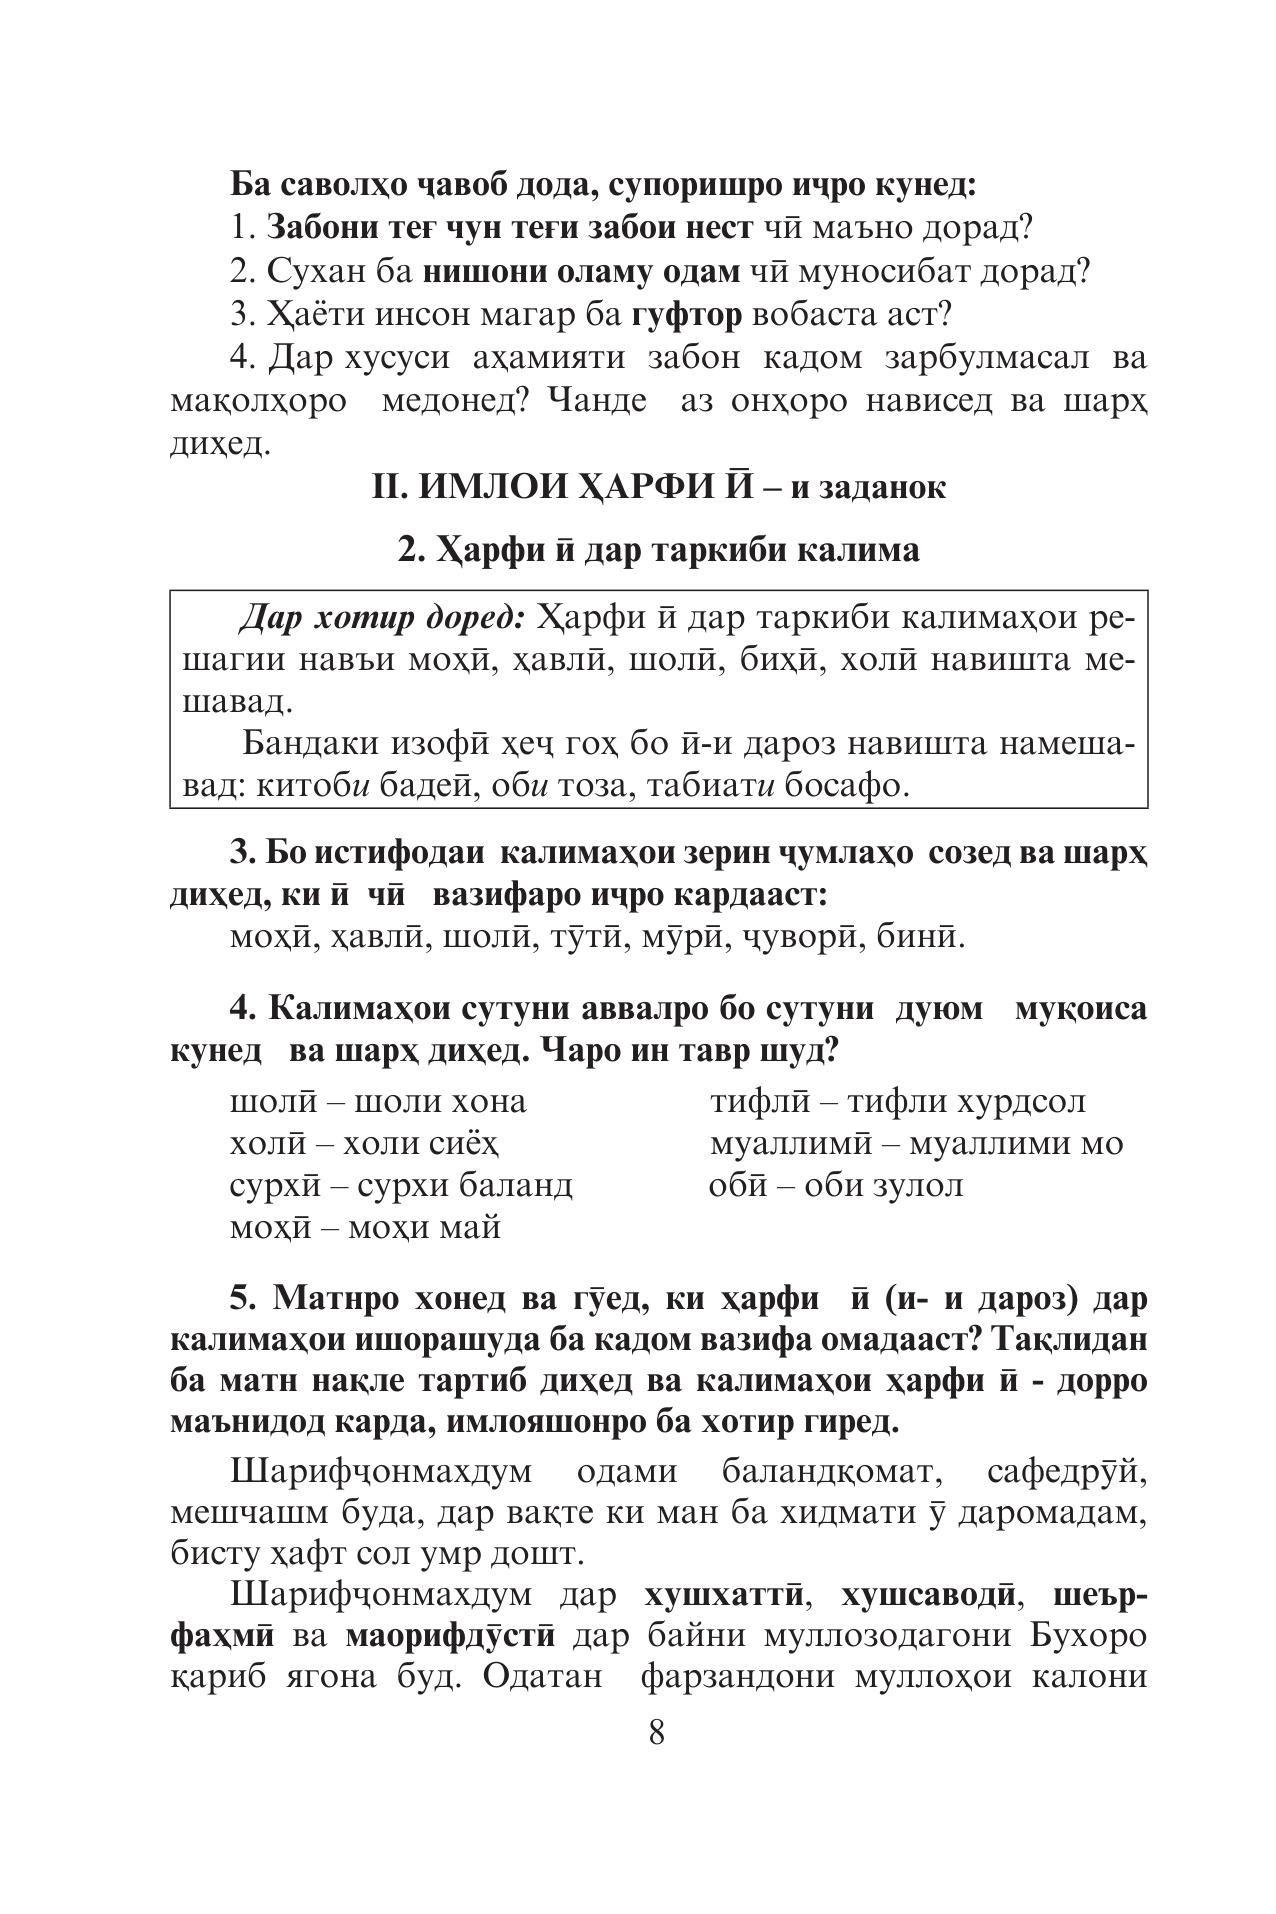 Ба саволҳо ҷавоб дода, супоришро иҷро кунед:
1. Забони теғ чун теғи забои нест чӣ маъно дорад?
2. Сухан ба нишони оламу одам чӣ муносибат дорад?
3. Ҳаёти инсон магар ба гуфтор вобаста аст?
4. Дар хусуси аҳамияти забон кадом зарбулмасал ва
мақолҳоро медонед? Чанде аз онҳоро нависед ва шарҳ
диҳед.
II. ИМЛОИ ҲАРФИ Ӣ – и заданок
2. Ҳарфи ӣ дар таркиби калима
Дар хотир доред: Ҳарфи ӣ дар таркиби калимаҳои ре-
шагии навъи моҳӣ, ҳавлӣ, шолӣ, биҳӣ, холӣ навишта ме-
шавад.
Бандаки изофӣ ҳеҷ гоҳ бо ӣ-и дароз навишта намеша-
вад: китоби бадеӣ, оби тоза, табиати босафо.
3. Бо истифодаи калимаҳои зерин ҷумлаҳо созед ва шарҳ
диҳед, ки ӣ чӣ вазифаро иҷро кардааст:
моҳӣ, ҳавлӣ, шолӣ, тӯтӣ, мӯрӣ, ҷуворӣ, бинӣ.
4. Калимаҳои сутуни аввалро бо сутуни дуюм муқоиса
кунед ва шарҳ диҳед. Чаро ин тавр шуд?
шолӣ – шоли хона тифлӣ – тифли хурдсол
холӣ – холи сиёҳ муаллимӣ – муаллими мо
сурхӣ – сурхи баланд обӣ – оби зулол
моҳӣ – моҳи май
5. Матнро хонед ва гӯед, ки ҳарфи ӣ (и- и дароз) дар
калимаҳои ишорашуда ба кадом вазифа омадааст? Тақлидан
ба матн нақле тартиб диҳед ва калимаҳои ҳарфи ӣ - дорро
маънидод карда, имлояшонро ба хотир гиред.
Шарифҷонмахдум одами баландқомат, сафедрӯй,
мешчашм буда, дар вақте ки ман ба хидмати ӯ даромадам,
бисту ҳафт сол умр дошт.
Шарифҷонмахдум дар хушхаттӣ, хушсаводӣ, шеър-
фаҳмӣ ва маорифдӯстӣ дар байни муллозодагони Бухоро
қариб ягона буд. Одатан фарзандони муллоҳои калони
8